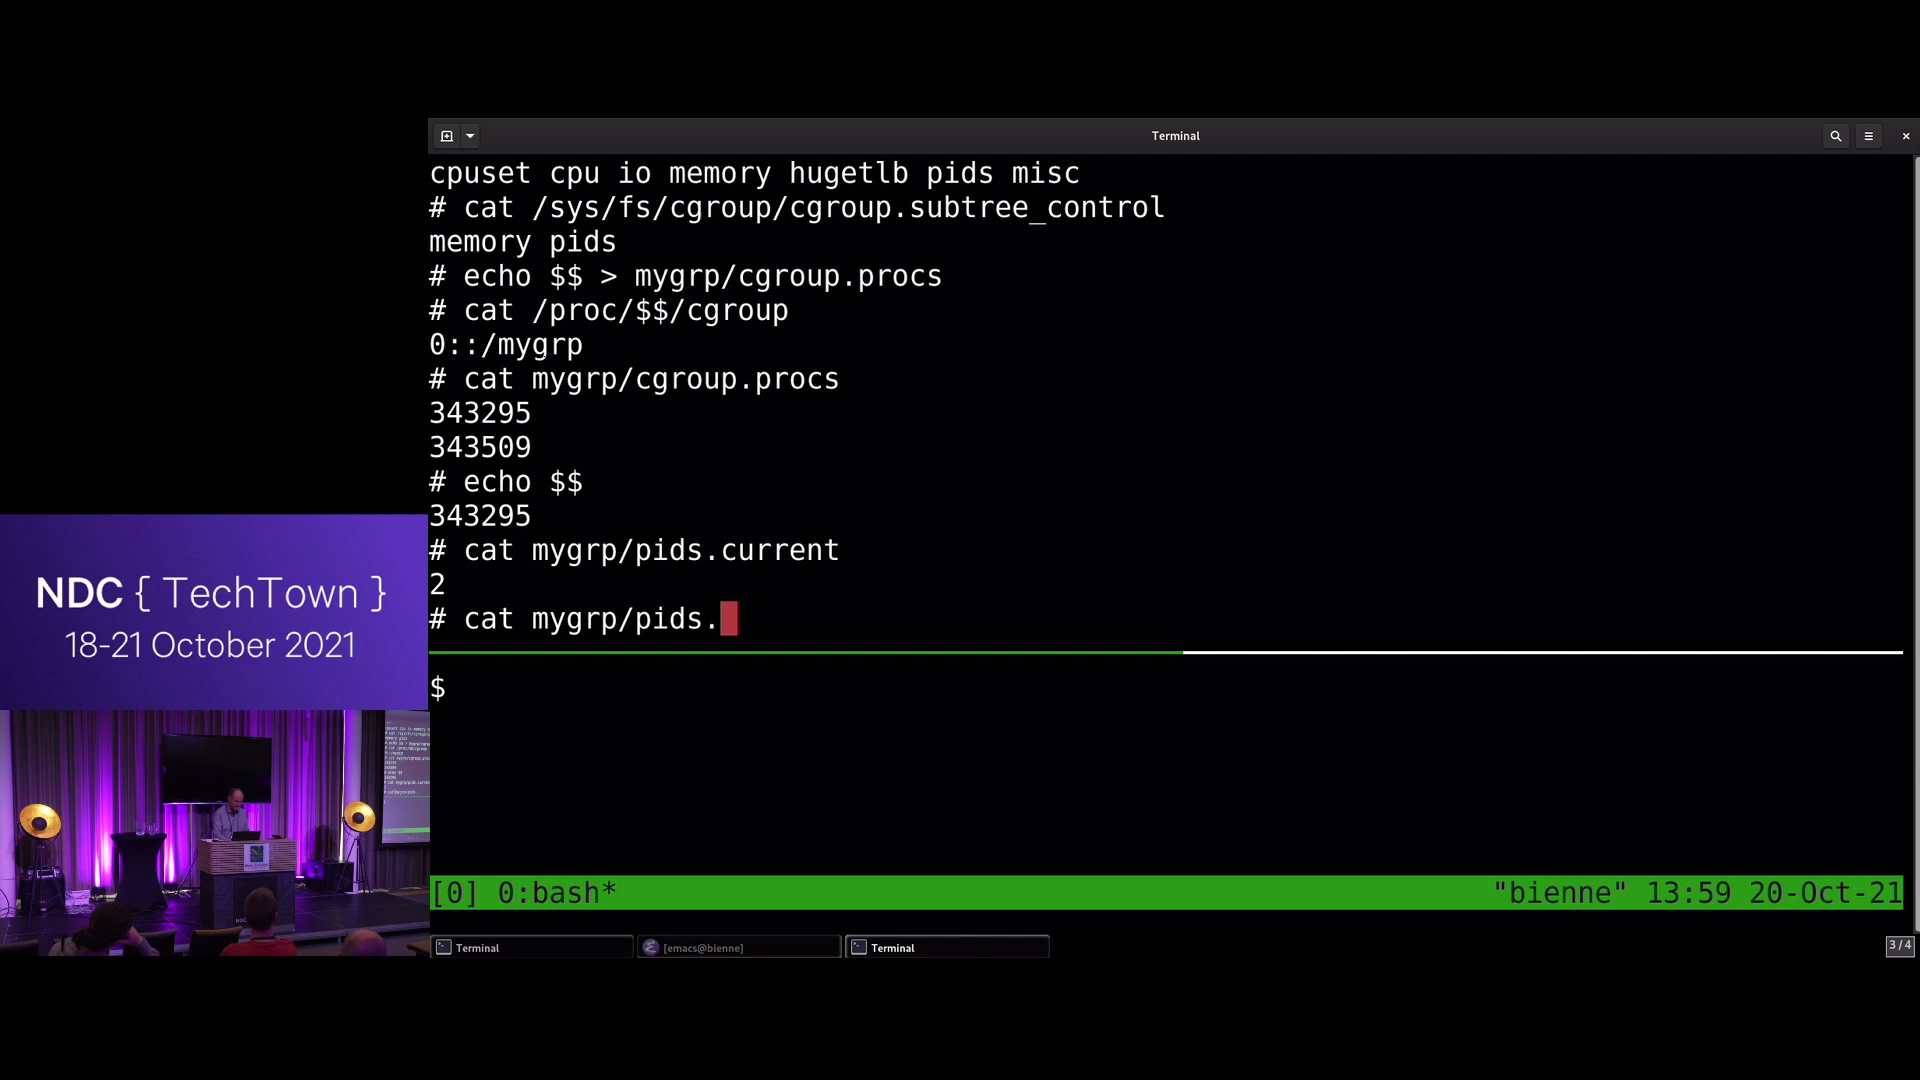 Terminal
cpuset cpu io memory hugetlb pids misc
# cat /sys/fs/cgroup/cgroup.subtree_control
memory pids
# echo $$ > mygrp/cgroup.procs
# cat /proc/$$/cgroup
0::/mygrp
# cat mygrp/cgroup.procs
343295
343509
# echo $$
343295
# cat mygrp/pids.current
2
# cat mygrp/pids.
$
[0] 0:bash* "bienne" 13:59 20-Oct-21
Terminal [emacs@bienne] Terminal 3/4
NDC { TechTown }
18-21 October 2021
NDC